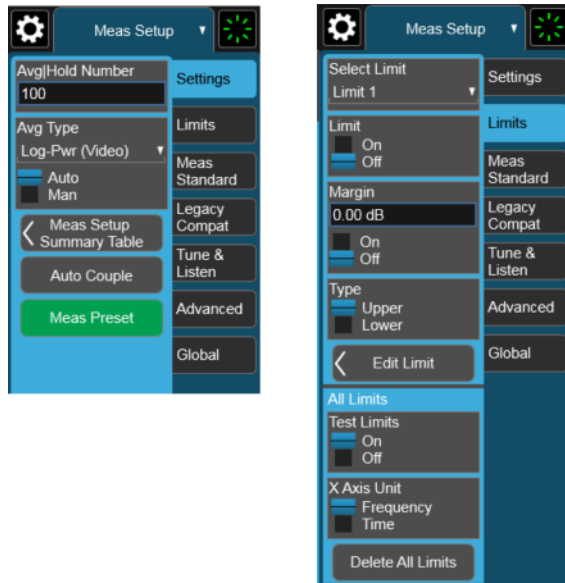 Meas Setup
Avg|Hold Number
100
Avg Type
Log-Pwr (Video)
Auto
Man
Meas Setup
Summary Table
Auto Couple
Meas Preset
Settings
Limits
Meas
Standard
Legacy
Compat
Tune &
Listen
Advanced
Global
Meas Setup
Select Limit
Limit 1
Limit
On
Off
Margin
0.00 dB
On
Off
Type
Upper
Lower
Edit Limit
All Limits
Test Limits
On
Off
X Axis Unit
Frequency
Time
Delete All Limits
Settings
Limits
Meas
Standard
Legacy
Compat
Tune &
Listen
Advanced
Global